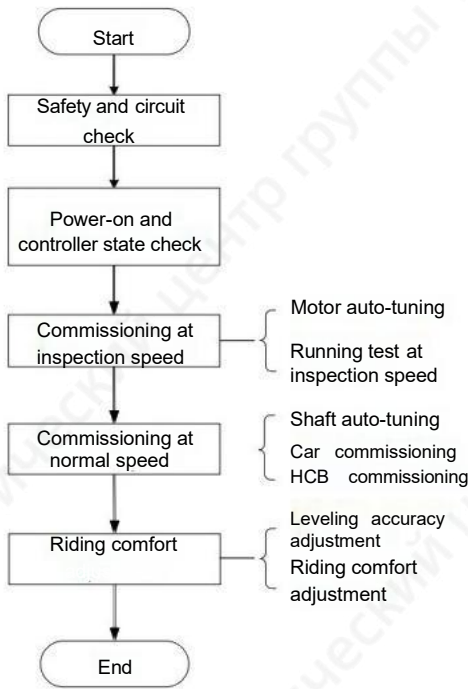 Start
Safety and circuit
check
Power-on and
controller state check
Commissioning at
inspection speed
Motor auto-tuning
Running test at
inspection speed
Commissioning at
normal speed
Shaft auto-tuning
Car commissioning
HCB commissioning
Riding comfort
Leveling accuracy
adjustment
Riding comfort
adjustment
End